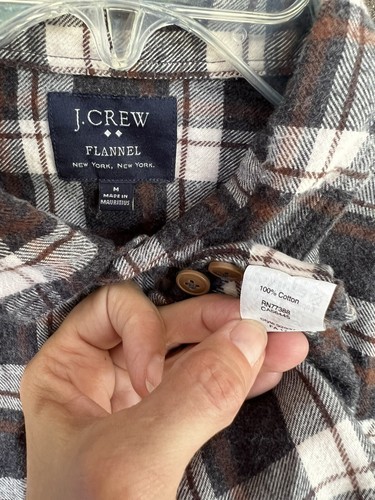 J.CREW
FLANNEL
NEW YORK, NEW YORK.
M
MADE IN
MAURITIUS
100% Cotton
RN77388